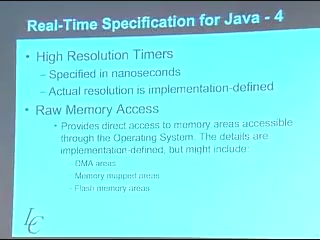 Real-Time Specification for Java - 4
• High Resolution Timers
– Specified in nanoseconds
– Actual resolution is implementation-defined
• Raw Memory Access
• Provides direct access to memory areas accessible
through the Operating System. The details are
implementation-defined, but might include:
- DMA areas
- Memory mapped areas
- Flash memory areas
LC